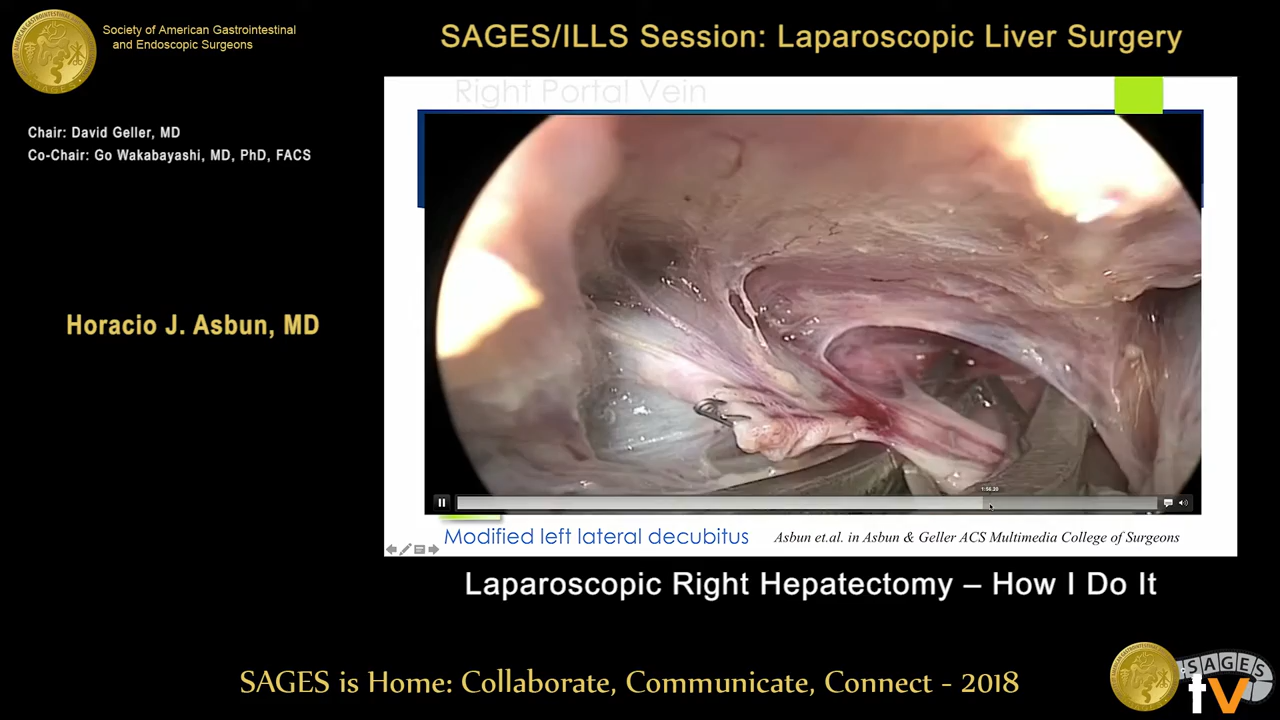 Society of American Gastrointestinal
and Endoscopic Surgeons
SAGES/ILLS Session: Laparoscopic Liver Surgery
Chair: David Geller, MD
Co-Chair: Go Wakabayashi, MD, PhD, FACS
Horacio J. Asbun, MD
Right Portal Vein
Modified left lateral decubitus
Asbun et.al. in Asbun & Geller ACS Multimedia College of Surgeons
Laparoscopic Right Hepatectomy – How I Do It
SAGES is Home: Collaborate, Communicate, Connect - 2018
SAGES
tv